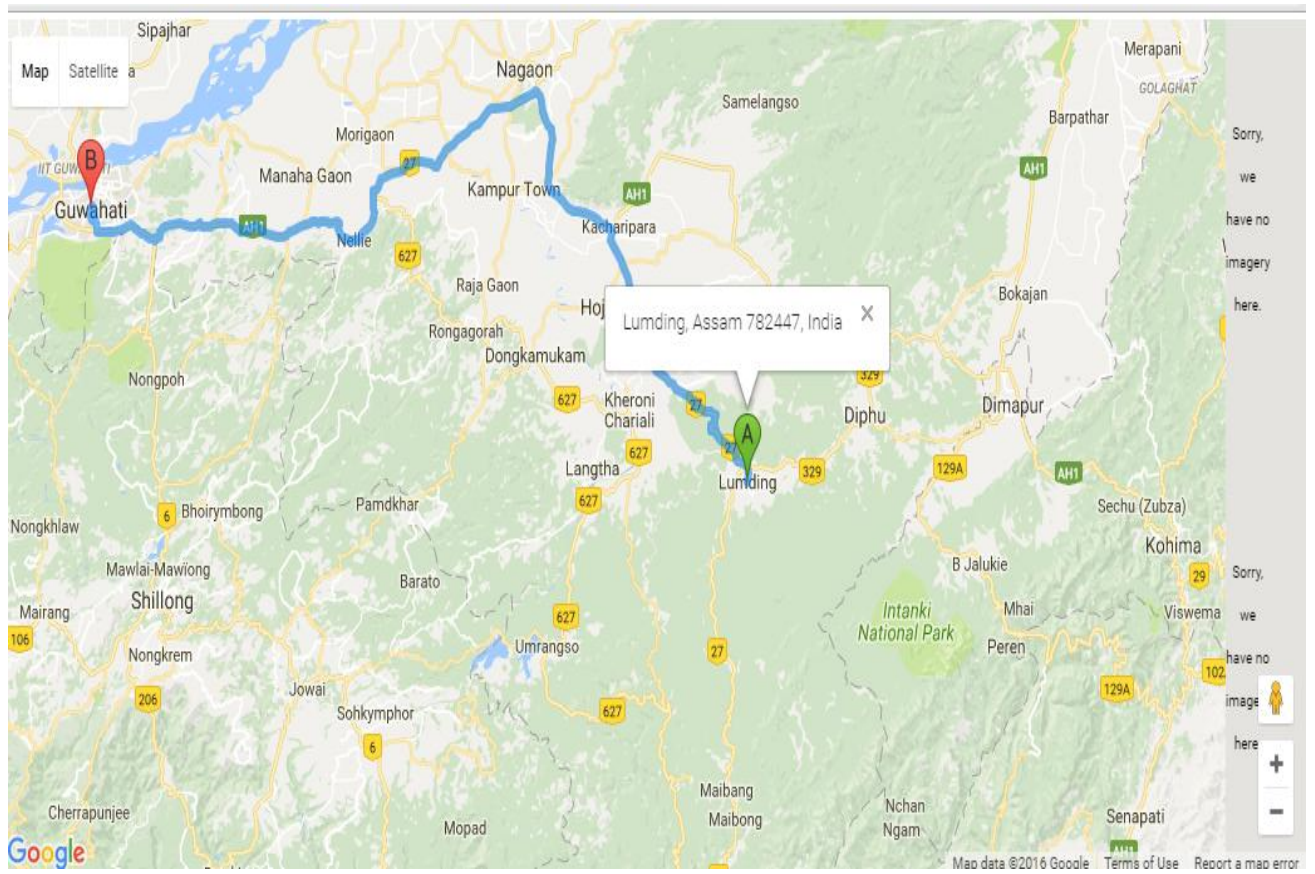 Sipajhar
Merapani
Map
Satellite
a
Nagaon
GOLAGHAT
Samelangso
Barpathar
Morigaon
Sorry,
we
have no
imagery
here.
B
IIT GUW
TI
27
Manaha Gaon
AH1
Kampur Town
AH1
Guwahati
AH1
Kacharipara
Nellie
627
Raja Gaon
Bokajan
Hoj
Lumding, Assam 782447, India
X
Rongagorah
Dongkamukam
Nongpoh
329
627
Kheroni
Chariali
27
Diphu
Dimapur
A
627
27
Langtha
Lumding
329
129A
AH1
627
Pamdkhar
Sechu (Zubza)
6
Bhoirymbong
Nongkhlaw
Kohima
Mawlai-Mawïong
Barato
B Jalukie
29
Sorry,
we
have no
image
here
Shillong
Mairang
Intanki
National Park
Mhai
Viswema
106
627
Umrangso
27
Peren
Nongkrem
102
206
Jowai
129A
Sohkymphor
627
6
+
Maibang
Maibong
Nchan
Ngam
Cherrapunjee
Senapati
−
Mopad
AH1
Google
Map data ©2016 Google
Terms of Use
Report a map error